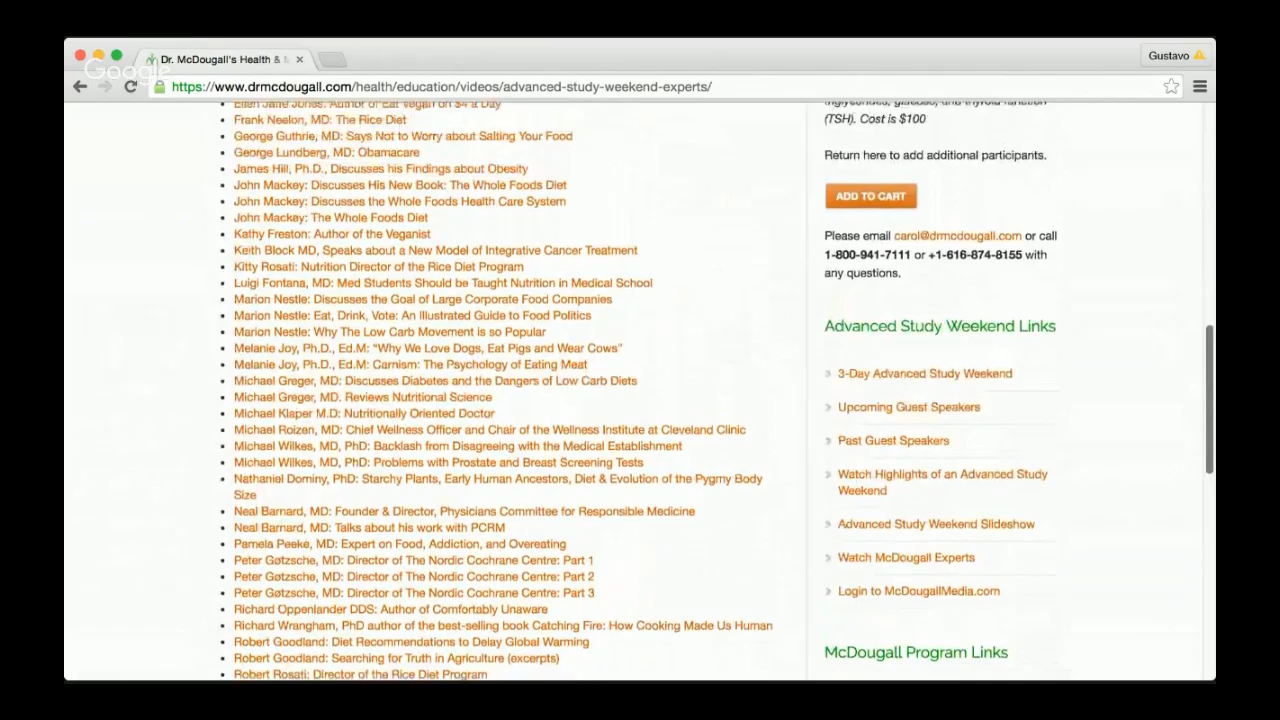 Dr. McDougall's Health &
Gustavo
Google
https://www.drmcdougall.com/health/education/videos/advanced-study-weekend-experts/
Ellen Jaffe Jones: Author of Eat Vegan on $4 a Day
Frank Neelon, MD: The Rice Diet
George Guthrie, MD: Says Not to Worry about Salting Your Food
George Lundberg, MD: Obamacare
James Hill, Ph.D., Discusses his Findings about Obesity
John Mackey: Discusses His New Book: The Whole Foods Diet
John Mackey: Discusses the Whole Foods Health Care System
John Mackey: The Whole Foods Diet
Kathy Freston: Author of the Veganist
Keith Block MD, Speaks about a New Model of Integrative Cancer Treatment
Kitty Rosati: Nutrition Director of the Rice Diet Program
Luigi Fontana, MD: Med Students Should be Taught Nutrition in Medical School
Marion Nestle: Discusses the Goal of Large Corporate Food Companies
Marion Nestle: Eat, Drink, Vote: An Illustrated Guide to Food Politics
Marion Nestle: Why The Low Carb Movement is so Popular
Melanie Joy, Ph.D., Ed.M: “Why We Love Dogs, Eat Pigs and Wear Cows”
Melanie Joy, Ph.D., Ed.M: Carnism: The Psychology of Eating Meat
Michael Greger, MD: Discusses Diabetes and the Dangers of Low Carb Diets
Michael Greger, MD. Reviews Nutritional Science
Michael Klaper M.D: Nutritionally Oriented Doctor
Michael Roizen, MD: Chief Wellness Officer and Chair of the Wellness Institute at Cleveland Clinic
Michael Wilkes, MD, PhD: Backlash from Disagreeing with the Medical Establishment
Michael Wilkes, MD, PhD: Problems with Prostate and Breast Screening Tests
Nathaniel Dominy, PhD: Starchy Plants, Early Human Ancestors, Diet & Evolution of the Pygmy Body
Size
Neal Barnard, MD: Founder & Director, Physicians Committee for Responsible Medicine
Neal Barnard, MD: Talks about his work with PCRM
Pamela Peeke, MD: Expert on Food, Addiction, and Overeating
Peter Gøtzsche, MD: Director of The Nordic Cochrane Centre: Part 1
Peter Gøtzsche, MD: Director of The Nordic Cochrane Centre: Part 2
Peter Gøtzsche, MD: Director of The Nordic Cochrane Centre: Part 3
Richard Oppenlander DDS: Author of Comfortably Unaware
Richard Wrangham, PhD author of the best-selling book Catching Fire: How Cooking Made Us Human
Robert Goodland: Diet Recommendations to Delay Global Warming
Robert Goodland: Searching for Truth in Agriculture (excerpts)
Robert Rosati: Director of the Rice Diet Program
triglycerides, glucose, and thyroid function
(TSH). Cost is $100
Return here to add additional participants.
ADD TO CART
Please email carol@drmcdougall.com or call
1-800-941-7111 or +1-616-874-8155 with
any questions.
Advanced Study Weekend Links
3-Day Advanced Study Weekend
Upcoming Guest Speakers
Past Guest Speakers
Watch Highlights of an Advanced Study
Weekend
Advanced Study Weekend Slideshow
Watch McDougall Experts
Login to McDougallMedia.com
McDougall Program Links